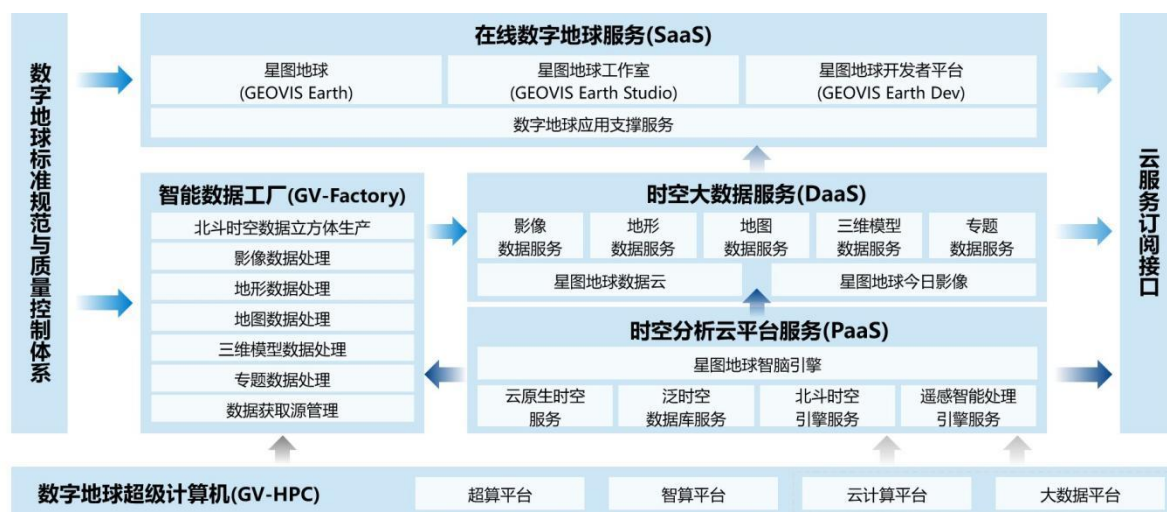 数字地球标准规范与质量控制体系
在线数字地球服务(SaaS)
星图地球
(GEOVIS Earth)
星图地球工作室
(GEOVIS Earth Studio)
星图地球开发者平台
(GEOVIS Earth Dev)
数字地球应用支撑服务
智能数据工厂(GV-Factory)
北斗时空数据立方体生产
影像数据处理
地形数据处理
地图数据处理
三维模型数据处理
专题数据处理
数据获取源管理
时空大数据服务(DaaS)
影像
数据服务
地形
数据服务
地图
数据服务
三维模型
数据服务
专题
数据服务
星图地球数据云
星图地球今日影像
时空分析云平台服务(PaaS)
星图地球智脑引擎
云原生时空
服务
泛时空
数据库服务
北斗时空
引擎服务
遥感智能处理
引擎服务
云服务订阅接口
数字地球超级计算机(GV-HPC)
超算平台
智算平台
云计算平台
大数据平台